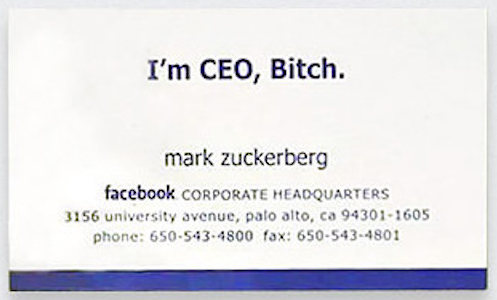 I'm CEO, Bitch.
mark zuckerberg
facebook CORPORATE HEADQUARTERS
3156 university avenue, palo alto, ca 94301-1605
phone: 650-543-4800 fax: 650-543-4801